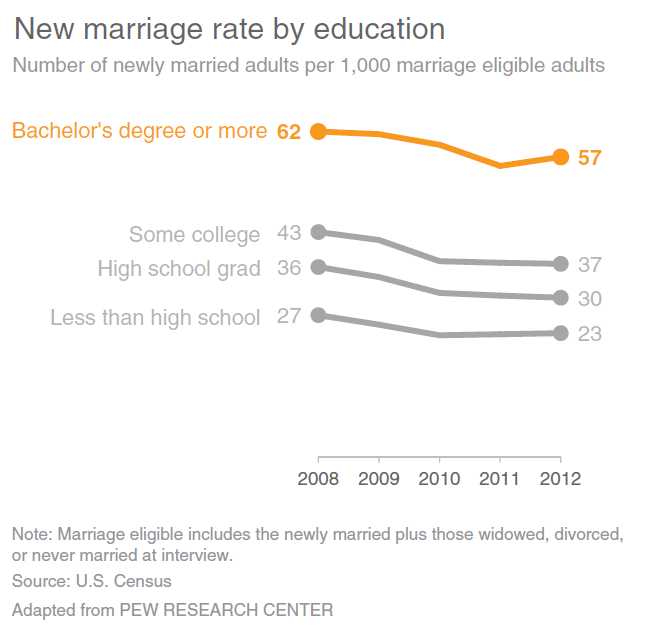 New marriage rate by education
Number of newly married adults per 1,000 marriage eligible adults
Bachelor's degree or more 62
57
Some college 43
37
High school grad 36
30
Less than high school 27
23
2008 2009 2010 2011 2012
Note: Marriage eligible includes the newly married plus those widowed, divorced,
or never married at interview.
Source: U.S. Census
Adapted from PEW RESEARCH CENTER